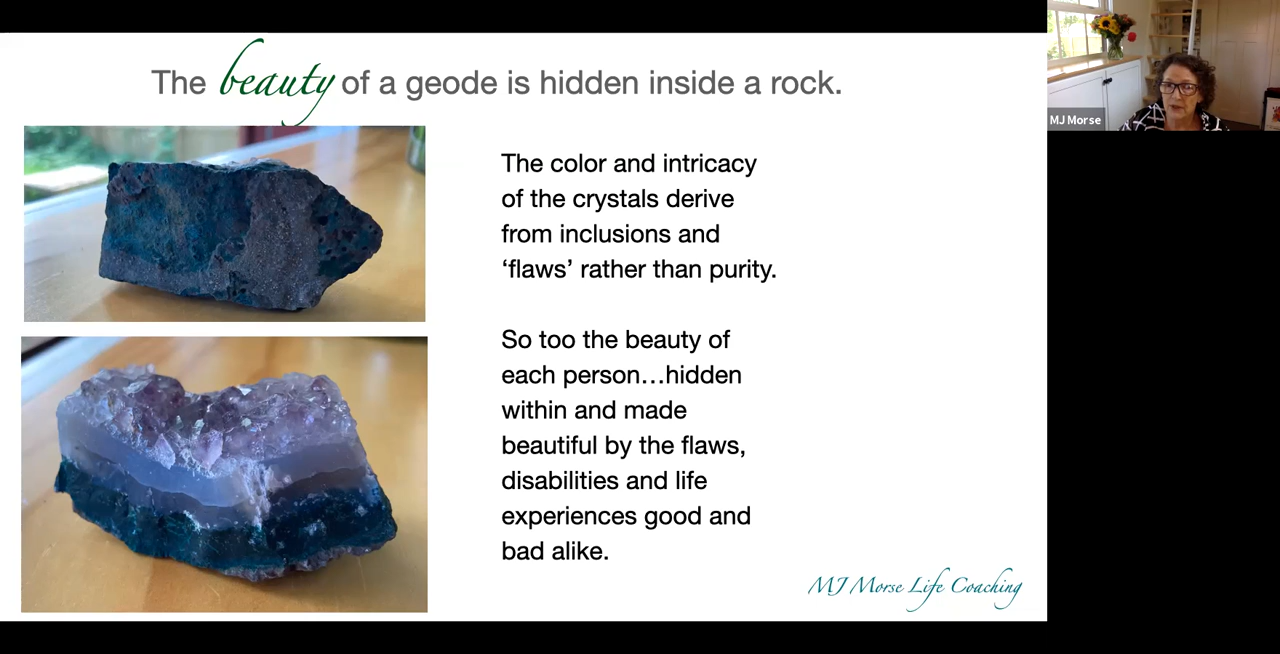 The beauty of a geode is hidden inside a rock.
MJ Morse
The color and intricacy
of the crystals derive
from inclusions and
‘flaws’ rather than purity.
So too the beauty of
each person…hidden
within and made
beautiful by the flaws,
disabilities and life
experiences good and
bad alike.
MJ Morse Life Coaching